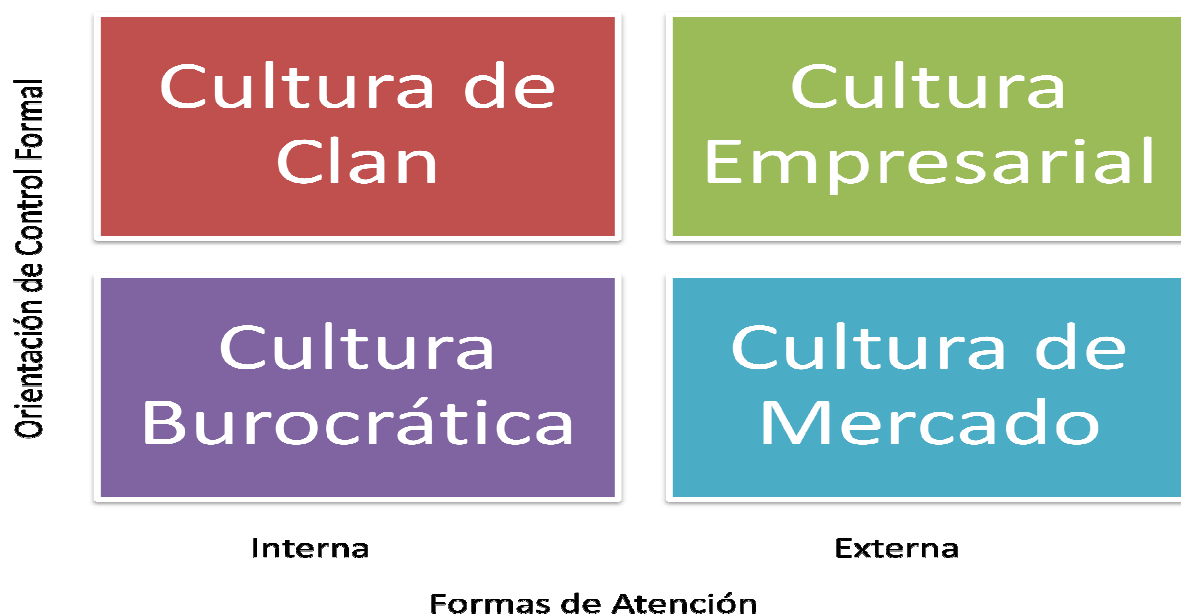 Orientación de Control Formal
Cultura de
Clan
Cultura
Empresarial
Cultura
Burocrática
Cultura de
Mercado
Interna
Externa
Formas de Atención